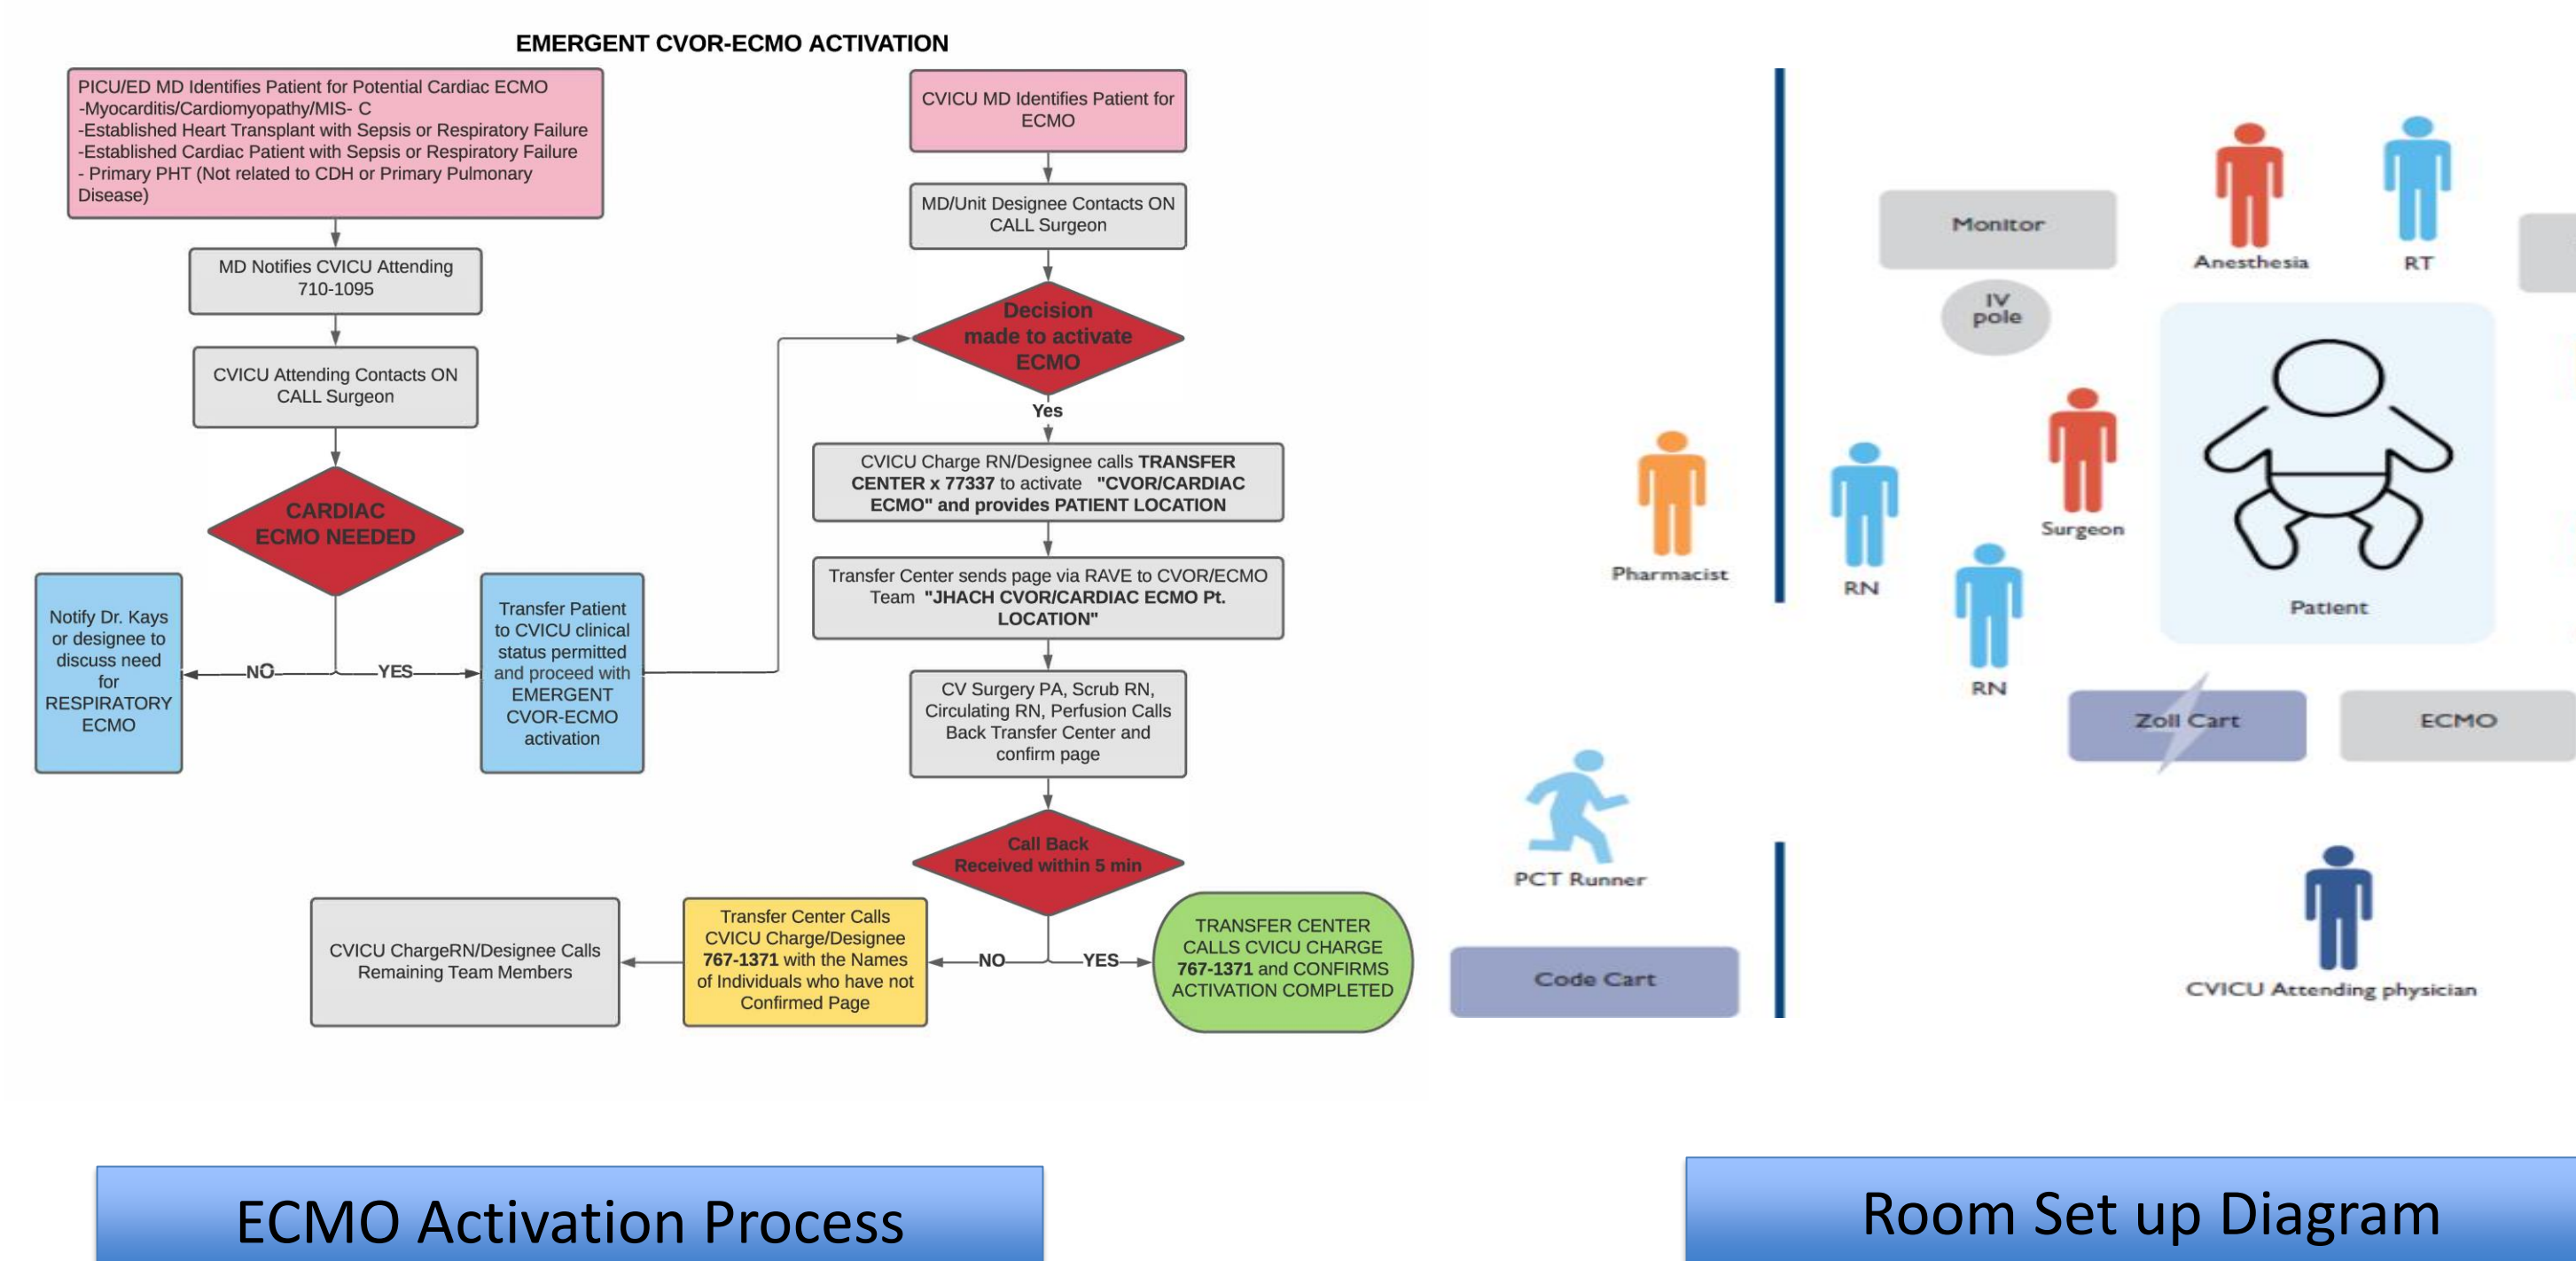 EMERGENT CVOR-ECMO ACTIVATION
PICU/ED MD Identifies Patient for Potential Cardiac ECMO
-Myocarditis/Cardiomyopathy/MIS- C
-Established Heart Transplant with Sepsis or Respiratory Failure
-Established Cardiac Patient with Sepsis or Respiratory Failure
- Primary PHT (Not related to CDH or Primary Pulmonary
Disease)
MD Notifies CVICU Attending
710-1095
CVICU Attending Contacts ON
CALL Surgeon
CARDIAC
ECMO NEEDED
NO
YES
Notify Dr. Kays
or designee to
discuss need
for
RESPIRATORY
ECMO
Transfer Patient
to CVICU clinical
status permitted
and proceed with
EMERGENT
CVOR-ECMO
activation
CVICU MD Identifies Patient for
ECMO
MD/Unit Designee Contacts ON
CALL Surgeon
Decision
made to activate
ECMO
Yes
CVICU Charge RN/Designee calls TRANSFER
CENTER x 77337 to activate "CVOR/CARDIAC
ECMO" and provides PATIENT LOCATION
Transfer Center sends page via RAVE to CVOR/ECMO
Team "JHACH CVOR/CARDIAC ECMO Pt.
LOCATION"
CV Surgery PA, Scrub RN,
Circulating RN, Perfusion Calls
Back Transfer Center and
confirm page
Call Back
Received within 5 min
NO
YES
Transfer Center Calls
CVICU Charge/Designee
767-1371 with the Names
of Individuals who have not
Confirmed Page
CVICU ChargeRN/Designee Calls
Remaining Team Members
TRANSFER CENTER
CALLS CVICU CHARGE
767-1371 and CONFIRMS
ACTIVATION COMPLETED
ECMO Activation Process
Monitor
IV
pole
Anesthesia
RT
Pharmacist
RN
Surgeon
RN
Patient
Zoll Cart
ECMO
PCT Runner
Code Cart
CVICU Attending physician
Room Set up Diagram